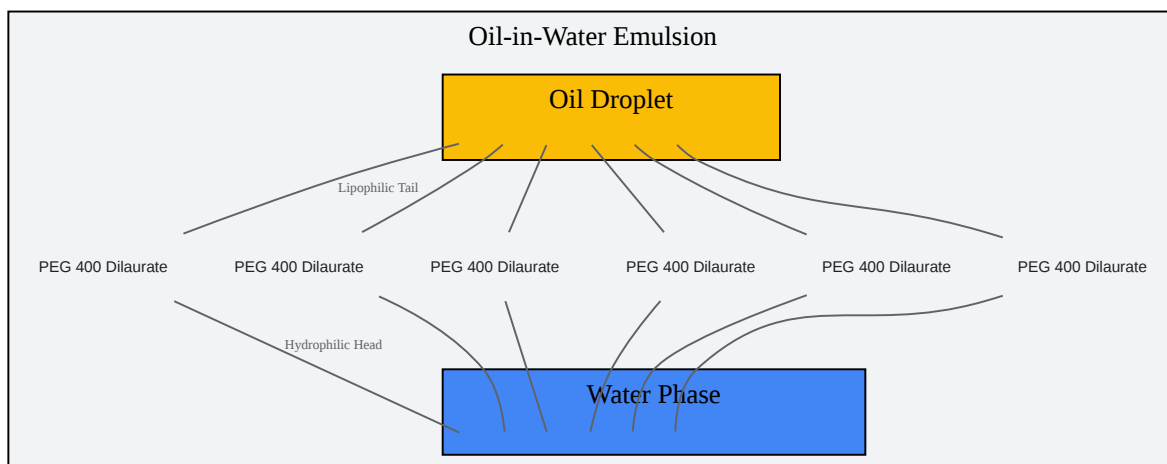 Oil-in-Water Emulsion
Oil Droplet
Lipophilic Tail
PEG 400 Dilaurate PEG 400 Dilaurate PEG 400 Dilaurate PEG 400 Dilaurate PEG 400 Dilaurate PEG 400 Dilaurate
Hydrophilic Head
Water Phase